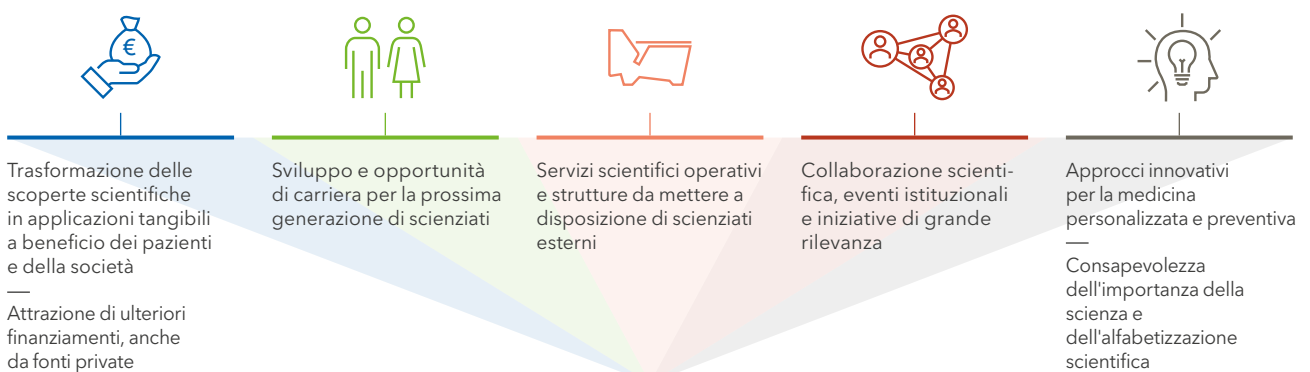 €
Trasformazione delle
scoperte scientifiche
in applicazioni tangibili
a beneficio dei pazienti
e della società
—
Attrazione di ulteriori
finanziamenti, anche
da fonti private
Sviluppo e opportunità
di carriera per la prossima
generazione di scienziati
Servizi scientifici operativi
e strutture da mettere a
disposizione di scienziati
esterni
Collaborazione scienti-
fica, eventi istituzionali
e iniziative di grande
rilevanza
Approcci innovativi
per la medicina
personalizzata e preventiva
—
Consapevolezza
dell'importanza della
scienza e
dell'alfabetizzazione
scientifica